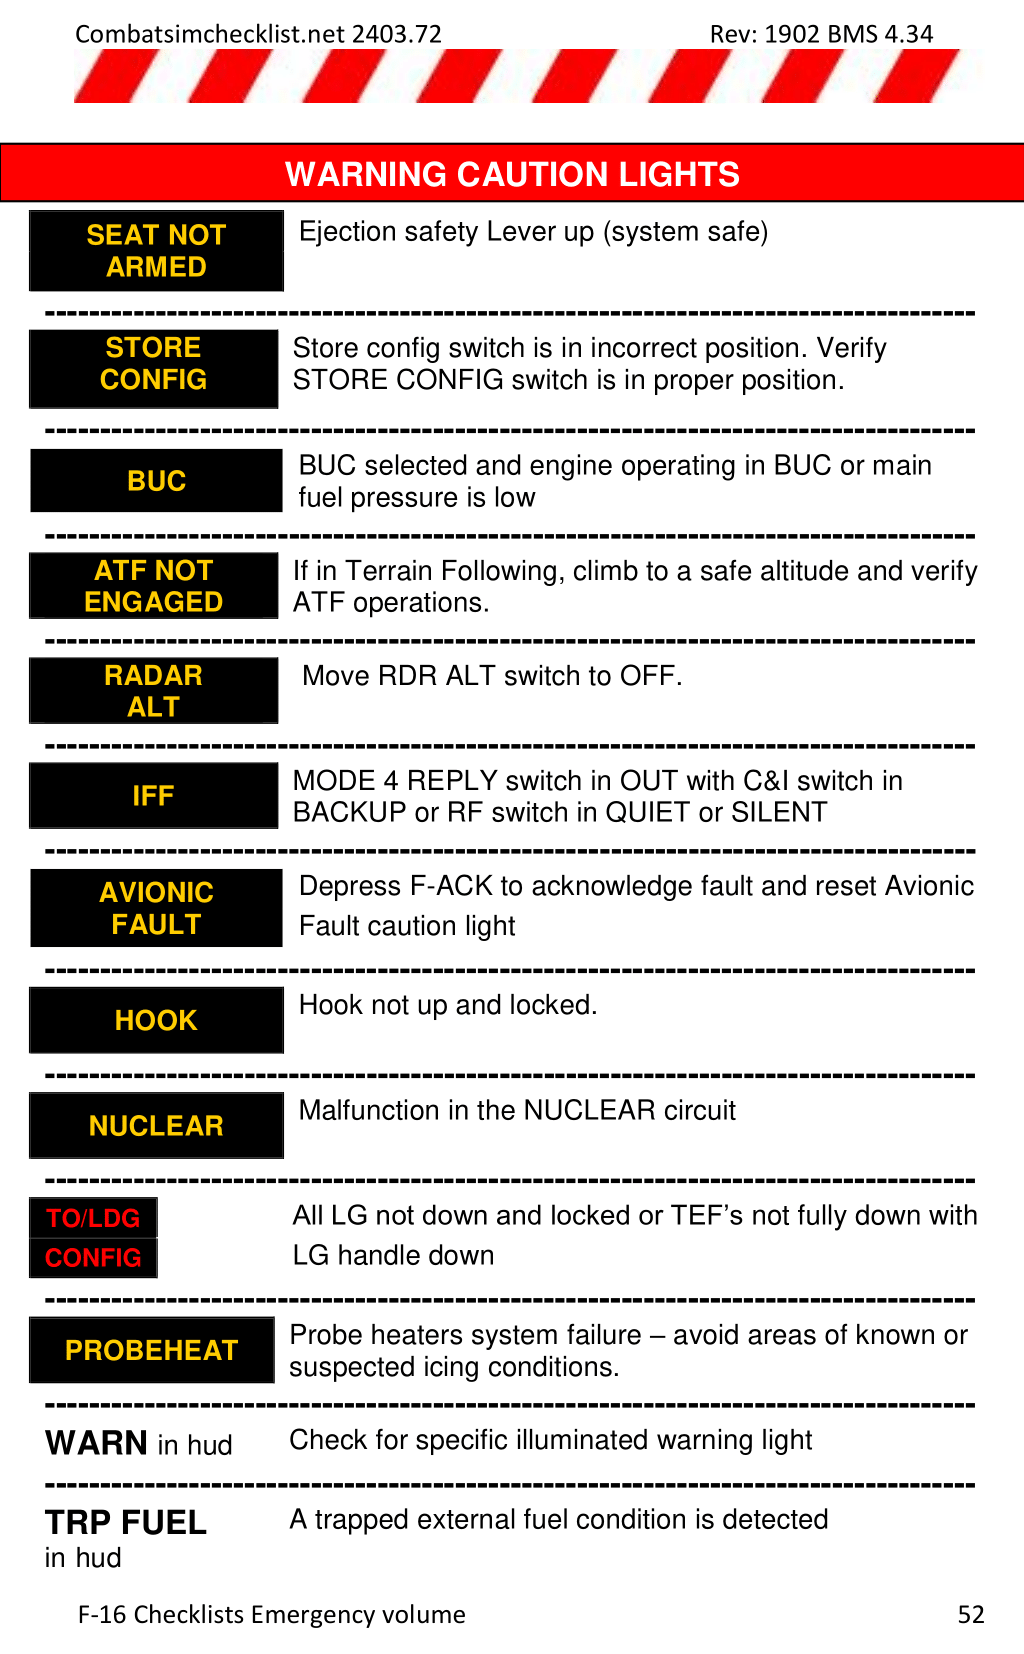 Combatsimchecklist.net 2403.72 Rev: 1902 BMS 4.34
WARNING CAUTION LIGHTS
SEAT NOT
ARMED
Ejection safety Lever up (system safe)
--------------------------------------------------------------------------------
STORE
CONFIG
Store config switch is in incorrect position. Verify
STORE CONFIG switch is in proper position.
--------------------------------------------------------------------------------
BUC
BUC selected and engine operating in BUC or main
fuel pressure is low
--------------------------------------------------------------------------------
ATF NOT
ENGAGED
If in Terrain Following, climb to a safe altitude and verify
ATF operations.
--------------------------------------------------------------------------------
RADAR
ALT
Move RDR ALT switch to OFF.
--------------------------------------------------------------------------------
IFF
MODE 4 REPLY switch in OUT with C&I switch in
BACKUP or RF switch in QUIET or SILENT
--------------------------------------------------------------------------------
AVIONIC
FAULT
Depress F-ACK to acknowledge fault and reset Avionic
Fault caution light
--------------------------------------------------------------------------------
HOOK
Hook not up and locked.
--------------------------------------------------------------------------------
NUCLEAR
Malfunction in the NUCLEAR circuit
--------------------------------------------------------------------------------
TO/LDG
CONFIG
All LG not down and locked or TEF’s not fully down with
LG handle down
--------------------------------------------------------------------------------
PROBEHEAT
Probe heaters system failure – avoid areas of known or
suspected icing conditions.
--------------------------------------------------------------------------------
WARN in hud
Check for specific illuminated warning light
--------------------------------------------------------------------------------
TRP FUEL
in hud
A trapped external fuel condition is detected
F-16 Checklists Emergency volume 52